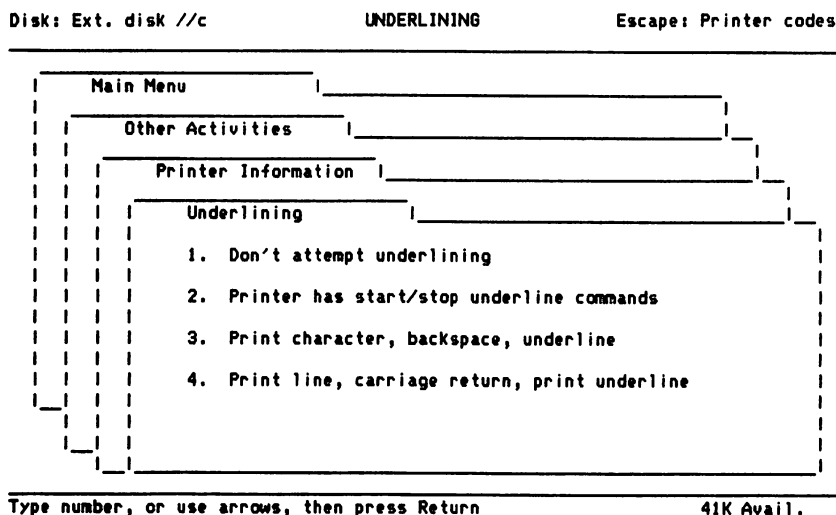 Disk: Ext. disk //c UNDERLINING Escape: Printer codes
Main Menu
Other Activities
Printer Information
Underlining
1. Don't attempt underlining
2. Printer has start/stop underline commands
3. Print character, backspace, underline
4. Print line, carriage return, print underline
Type number, or use arrows, then press Return 41K Avail.